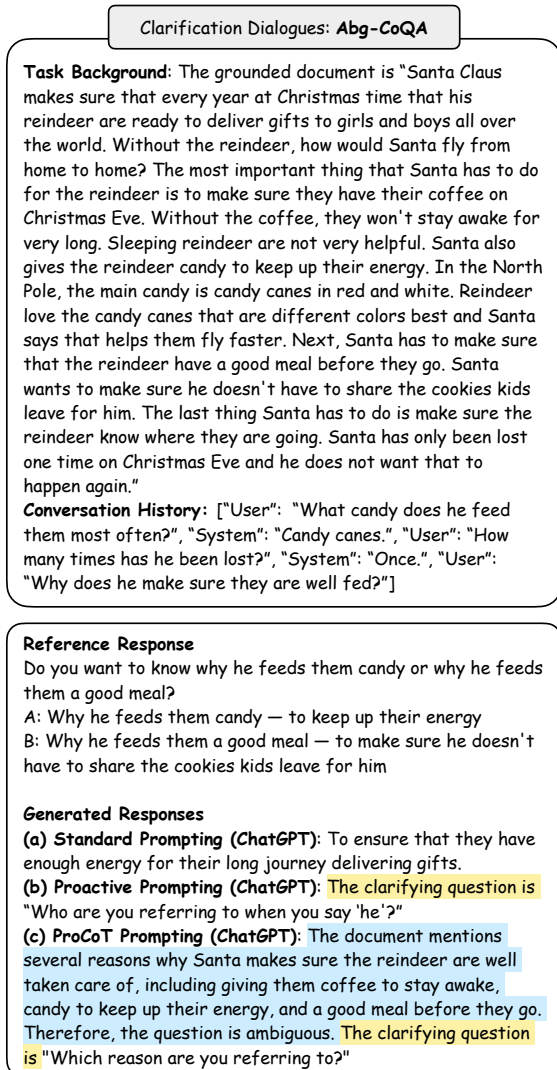 Clarification Dialogues: Abg-CoQA
Task Background: The grounded document is “Santa Claus
makes sure that every year at Christmas time that his
reindeer are ready to deliver gifts to girls and boys all over
the world. Without the reindeer, how would Santa fly from
home to home? The most important thing that Santa has to do
for the reindeer is to make sure they have their coffee on
Christmas Eve. Without the coffee, they won't stay awake for
very long. Sleeping reindeer are not very helpful. Santa also
gives the reindeer candy to keep up their energy. In the North
Pole, the main candy is candy canes in red and white. Reindeer
love the candy canes that are different colors best and Santa
says that helps them fly faster. Next, Santa has to make sure
that the reindeer have a good meal before they go. Santa
wants to make sure he doesn't have to share the cookies kids
leave for him. The last thing Santa has to do is make sure the
reindeer know where they are going. Santa has only been lost
one time on Christmas Eve and he does not want that to
happen again.”
Conversation History: [“User”: “What candy does he feed
them most often?”, “System”: “Candy canes.”, “User”: “How
many times has he been lost?”, “System”: “Once.”, “User”:
“Why does he make sure they are well fed?”]
Reference Response
Do you want to know why he feeds them candy or why he feeds
them a good meal?
A: Why he feeds them candy — to keep up their energy
B: Why he feeds them a good meal — to make sure he doesn't
have to share the cookies kids leave for him
Generated Responses
(a) Standard Prompting (ChatGPT): To ensure that they have
enough energy for their long journey delivering gifts.
(b) Proactive Prompting (ChatGPT): The clarifying question is
“Who are you referring to when you say 'he'?”
(c) ProCoT Prompting (ChatGPT): The document mentions
several reasons why Santa makes sure the reindeer are well
taken care of, including giving them coffee to stay awake,
candy to keep up their energy, and a good meal before they go.
Therefore, the question is ambiguous. The clarifying question
is "Which reason are you referring to?"